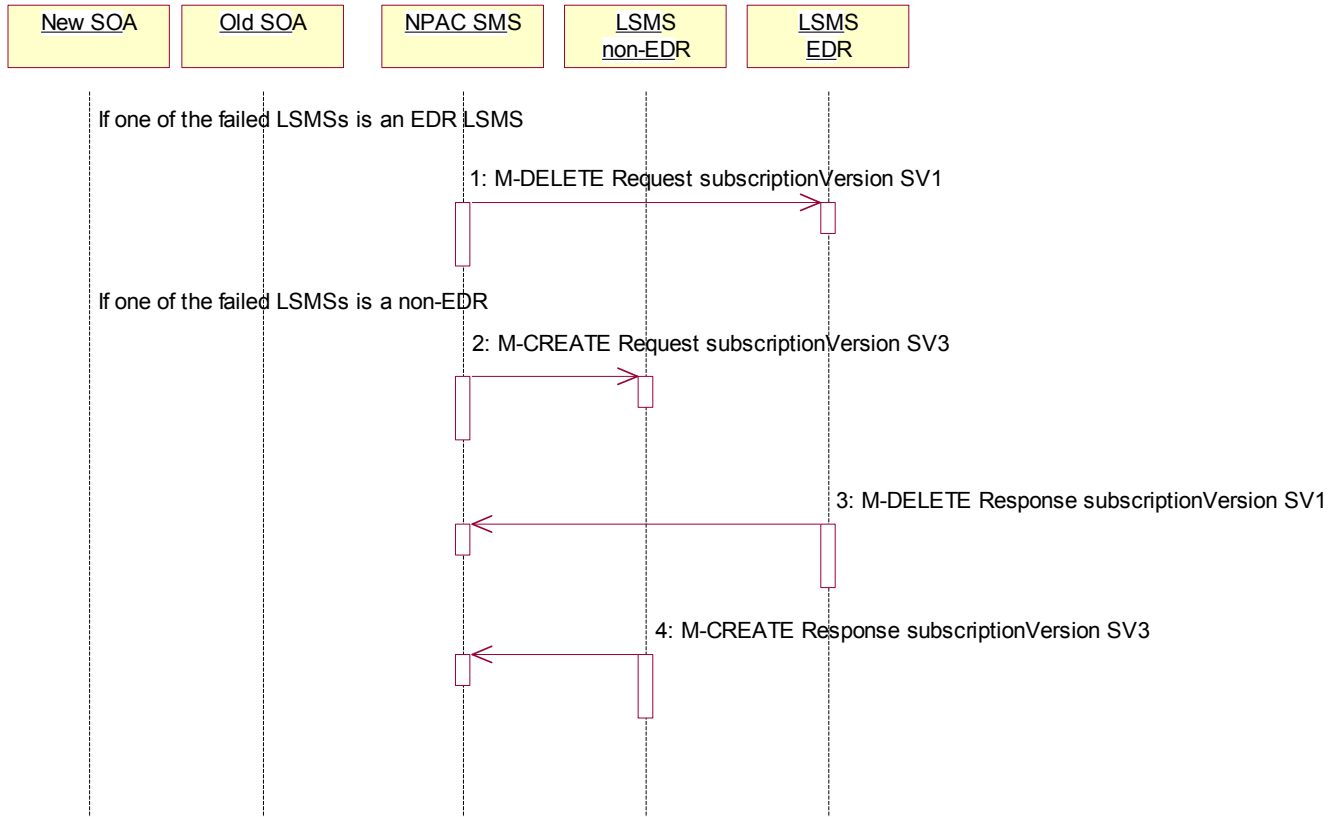 New SOA
Old SOA
NPAC SMS
LSMS
non-EDR
LSMS
EDR
If one of the failed LSMSs is an EDR LSMS
1: M-DELETE Request subscriptionVersion SV1
If one of the failed LSMSs is a non-EDR
2: M-CREATE Request subscriptionVersion SV3
3: M-DELETE Response subscriptionVersion SV1
4: M-CREATE Response subscriptionVersion SV3